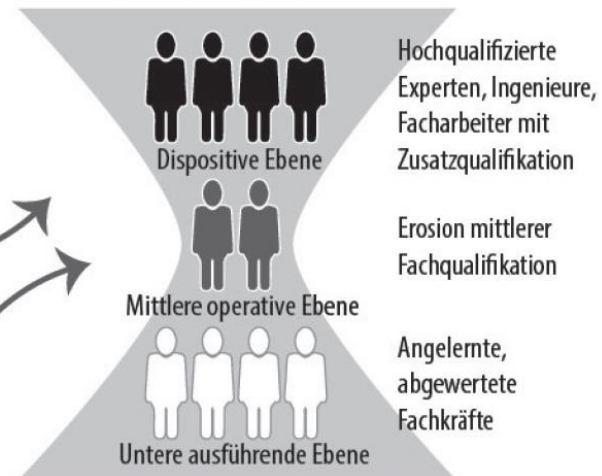 Hochqualifizierte
Experten, Ingenieure,
Facharbeiter mit
Zusatzqualifikation
Dispositive Ebene
Erosion mittlerer
Fachqualifikation
Mittlere operative Ebene
Angelernte,
abgewertete
Fachkräfte
Untere ausführende Ebene